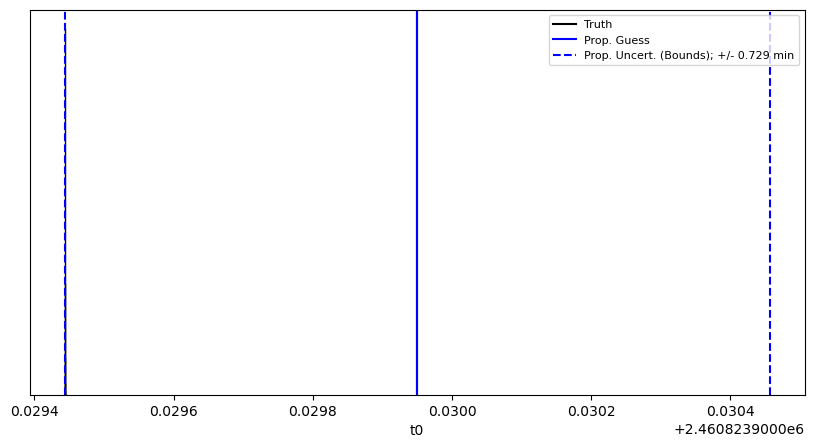 Truth
Prop. Guess
Prop. Uncert. (Bounds); +/- 0.729 min
0.0294 0.0296 0.0298 0.0300 0.0302 0.0304
t0
+2.4608239000e6